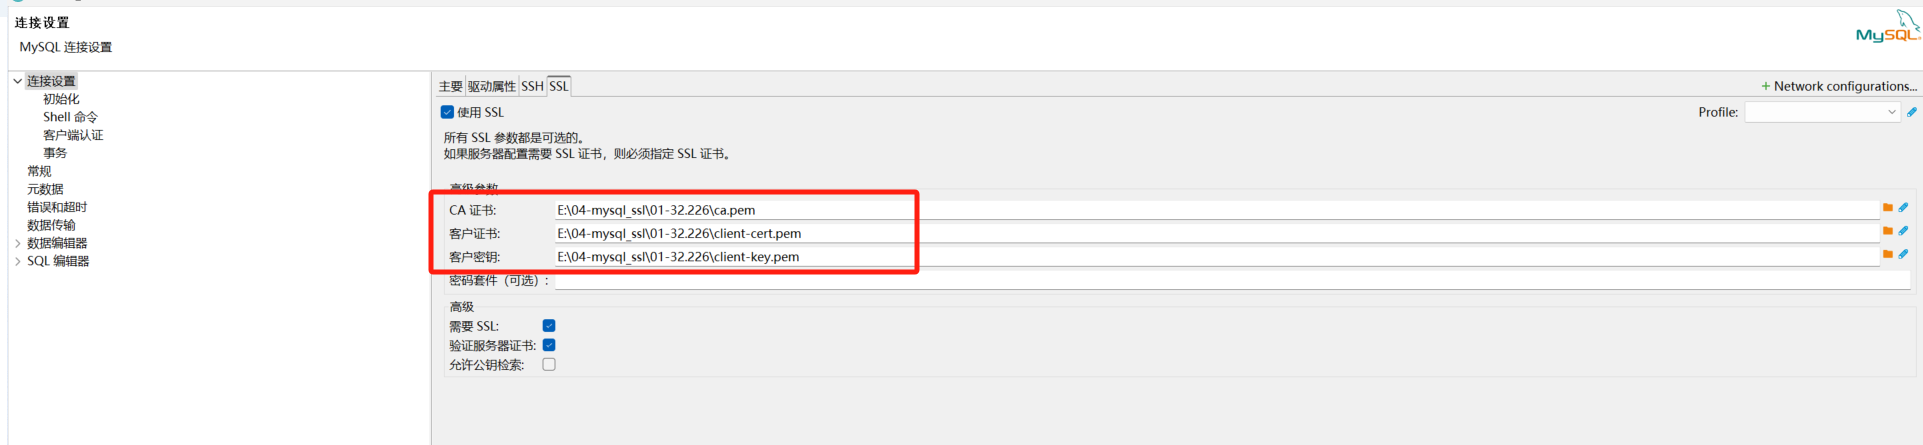 连接设置
MySQL 连接设置
MySQL
连接设置
初始化
Shell 命令
客户端认证
事务
常规
元数据
错误和超时
数据传输
数据编辑器
SQL 编辑器
主要 驱动属性 SSH SSL
+ Network configurations...
使用 SSL
Profile:
所有 SSL 参数都是可选的。
如果服务器配置需要 SSL 证书，则必须指定 SSL 证书。
高级参数
CA 证书: E:\04-mysql_ssl\01-32.226\ca.pem
客户证书: E:\04-mysql_ssl\01-32.226\client-cert.pem
客户密钥: E:\04-mysql_ssl\01-32.226\client-key.pem
密码套件（可选）:
高级
需要 SSL:
验证服务器证书:
允许公钥检索: